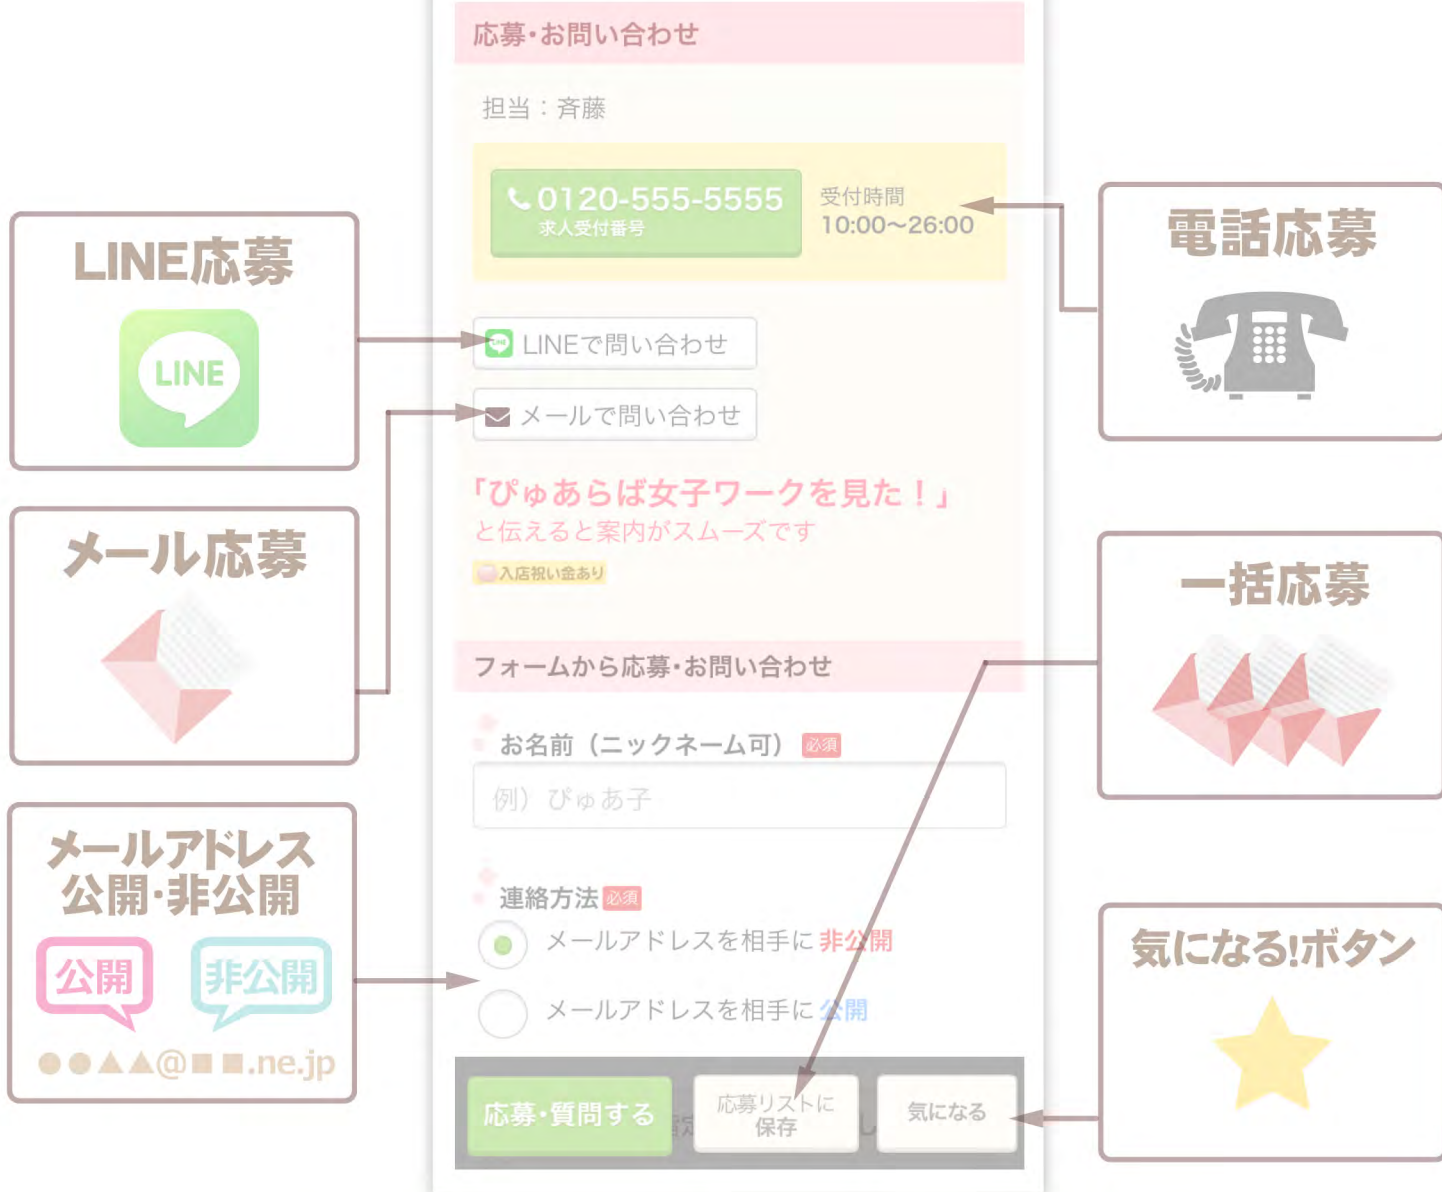 応募・お問い合わせ
担当：斉藤
0120-555-5555
求人受付番号
受付時間
10:00～26:00
LINEで問い合わせ
メールで問い合わせ
「ぴゅあらば女子ワークを見た！」
と伝えると案内がスムーズです
入店祝い金あり
フォームから応募・お問い合わせ
お名前（ニックネーム可） 必須
例）ぴゅあ子
連絡方法 必須
メールアドレスを相手に 非公開
メールアドレスを相手に 公開
応募・質問する
応募リストに
保存
気になる
LINE応募
LINE
メール応募
メールアドレス
公開・非公開
公開
非公開
●●▲▲@■■.ne.jp
電話応募
一括応募
気になる!ボタン